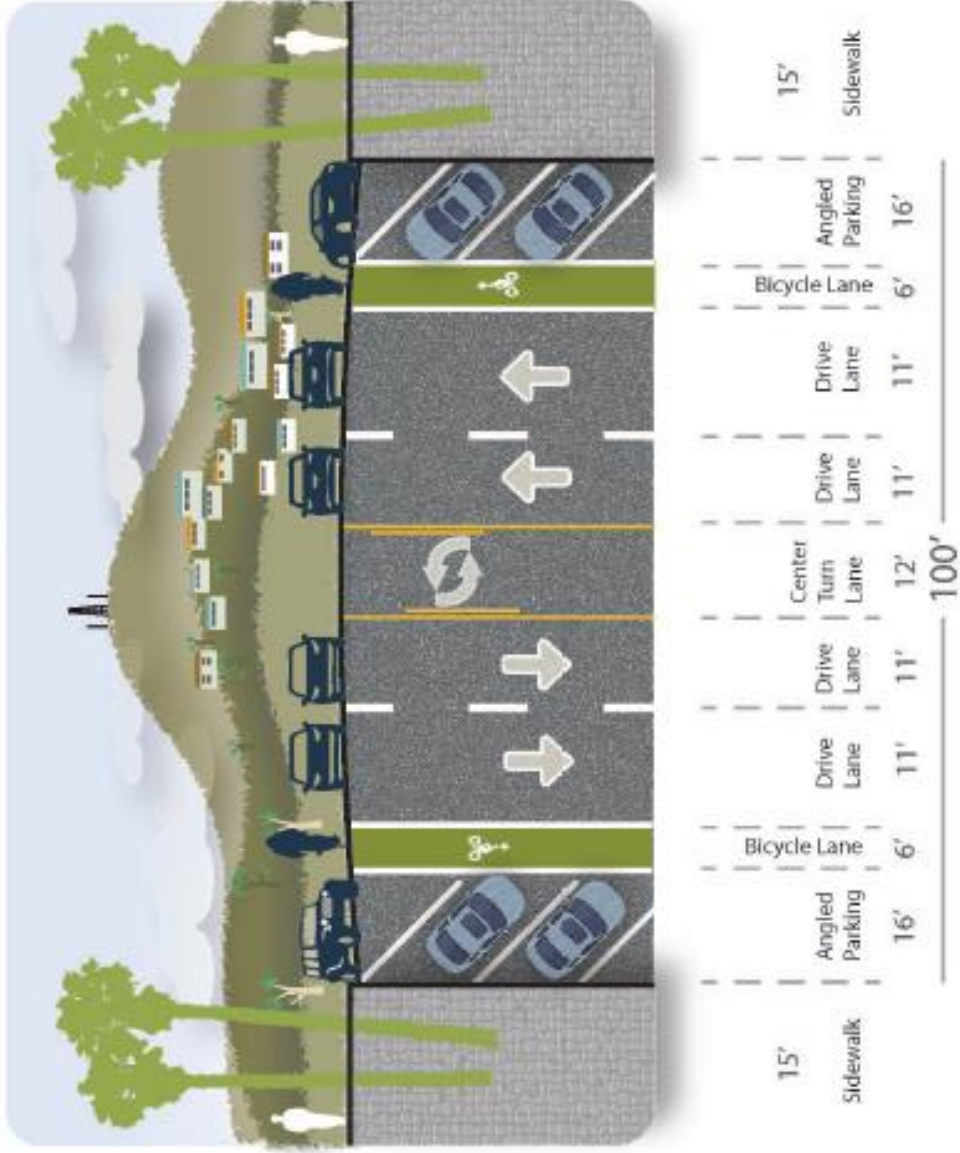 15'
Sidewalk
Angled
Parking
16'
Bicycle Lane
6'
Drive
Lane
11'
Drive
Lane
11'
Center
Turn
Lane
12'
Drive
Lane
11'
Drive
Lane
11'
Bicycle Lane
6'
Angled
Parking
16'
15'
Sidewalk
100'